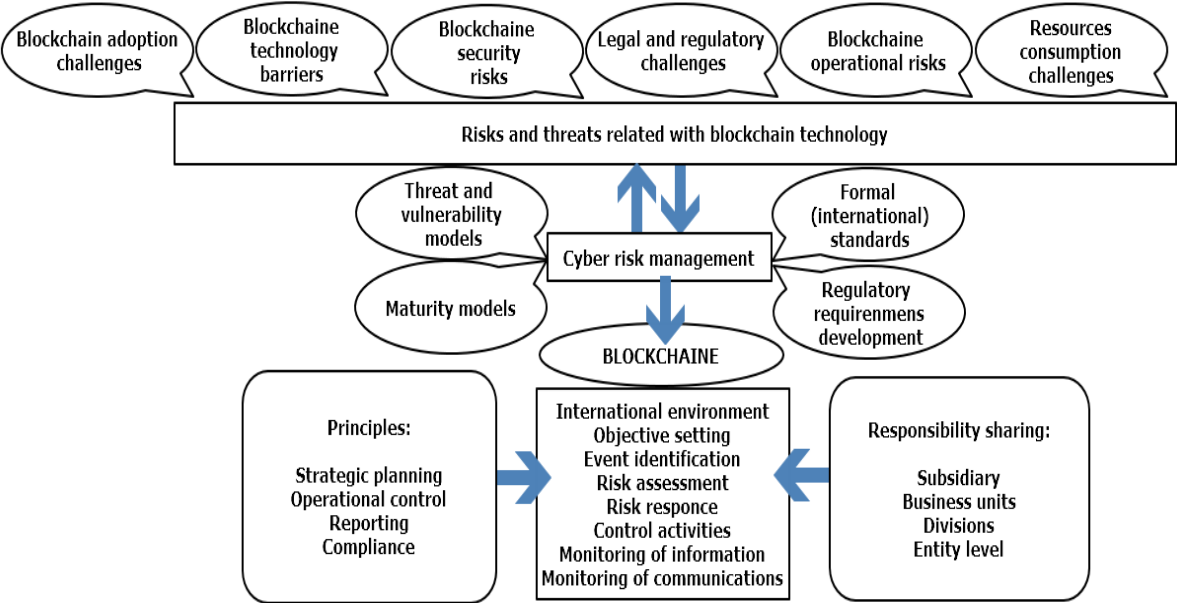 Blockchain adoption
challenges
Blockchaine
technology
barriers
Blockchaine
security
risks
Legal and regulatory
challenges
Blockchaine
operational risks
Resources
consumption
challenges
Risks and threats related with blockchain technology
Threat and
vulnerability
models
Formal
(international)
standards
Cyber risk management
Maturity models
Regulatory
requirenmens
development
BLOCKCHAINE
Principles:
Strategic planning
Operational control
Reporting
Compliance
International environment
Objective setting
Event identification
Risk assessment
Risk responce
Control activities
Monitoring of information
Monitoring of communications
Responsibility sharing:
Subsidiary
Business units
Divisions
Entity level